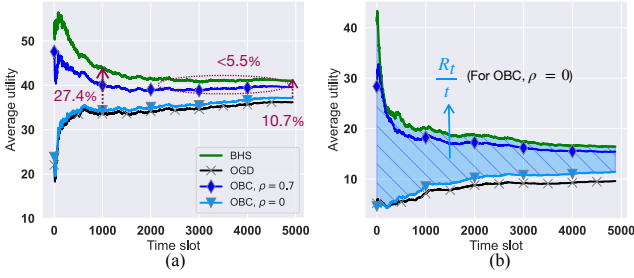 Average utility
60
50
40
30
20
10
<5.5%
27.4%
10.7%
BHS
OGD
OBC, ρ = 0.7
OBC, ρ = 0
0 1000 2000 3000 4000 5000
Time slot
(a)
Average utility
40
30
20
10
0
R_t
t
(For OBC, ρ = 0)
0 1000 2000 3000 4000 5000
Time slot
(b)